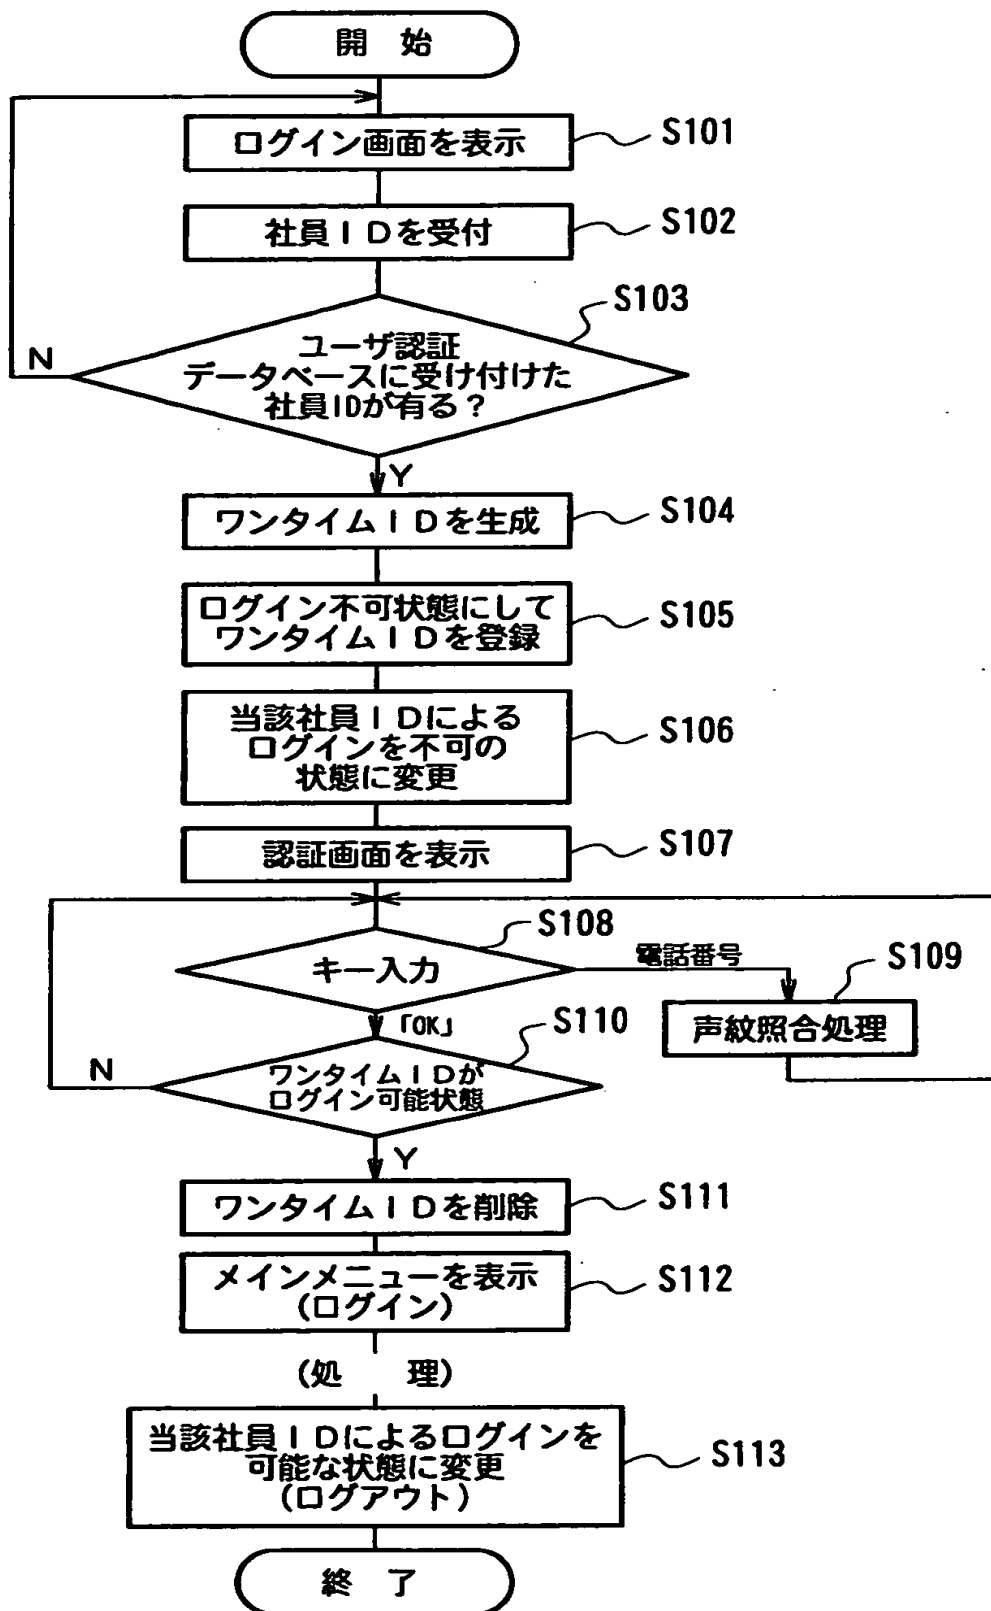 開 始
ログイン画面を表示
S101
社員IDを受付
S102
S103
ユーザ認証
データベースに受け付けた
社員IDが有る?
N
Y
ワンタイムIDを生成
S104
ログイン不可状態にして
ワンタイムIDを登録
S105
当該社員IDによる
ログインを不可の
状態に変更
S106
認証画面を表示
S107
S108
キー入力
電話番号
S109
声紋照合処理
「OK」
S110
ワンタイムIDが
ログイン可能状態
N
Y
ワンタイムIDを削除
S111
メインメニューを表示
(ログイン)
S112
(処 理)
当該社員IDによるログインを
可能な状態に変更
(ログアウト)
S113
終 了